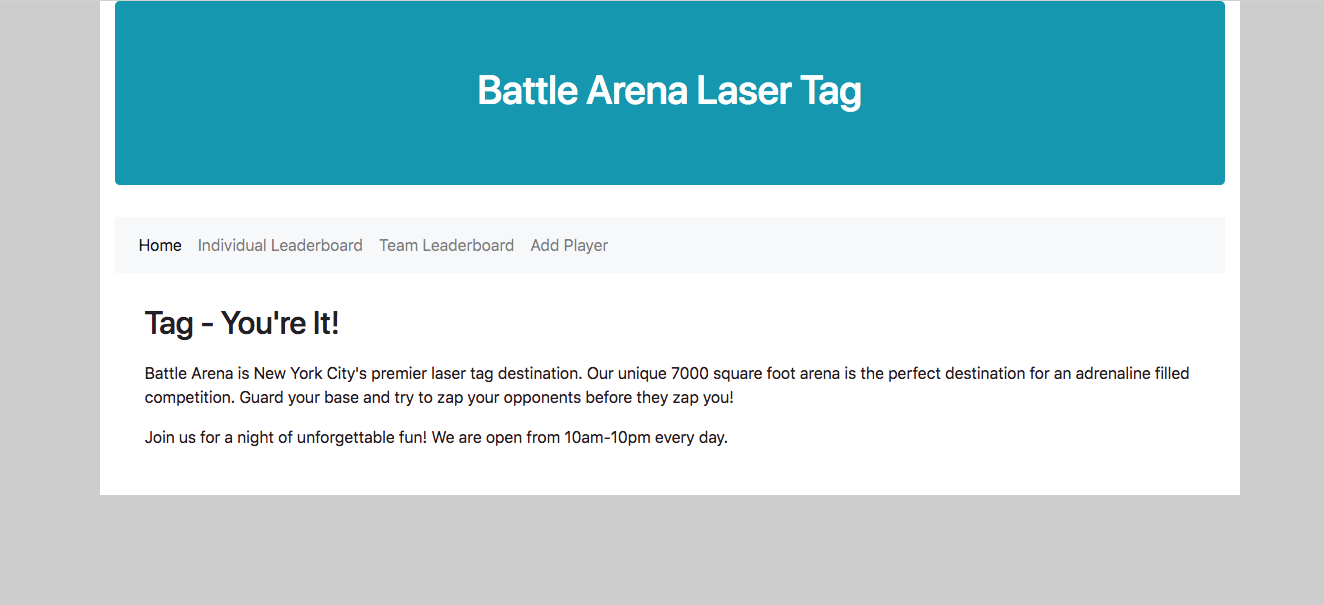 Battle Arena Laser Tag
Home Individual Leaderboard Team Leaderboard Add Player
Tag - You're It!
Battle Arena is New York City's premier laser tag destination. Our unique 7000 square foot arena is the perfect destination for an adrenaline filled
competition. Guard your base and try to zap your opponents before they zap you!
Join us for a night of unforgettable fun! We are open from 10am-10pm every day.